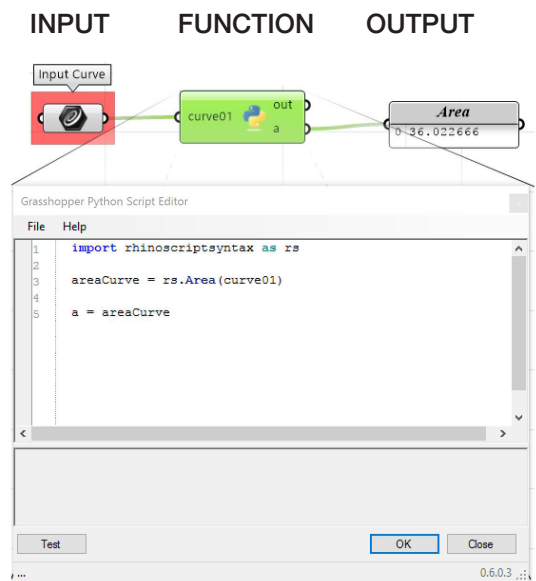 INPUT FUNCTION OUTPUT
Input Curve
curve01 out
a
Area
0 36.022666
Grasshopper Python Script Editor
File Help
1 import rhinoscriptsyntax as rs
2
3 areaCurve = rs.Area(curve01)
4
5 a = areaCurve
Test OK Close
... 0.6.0.3